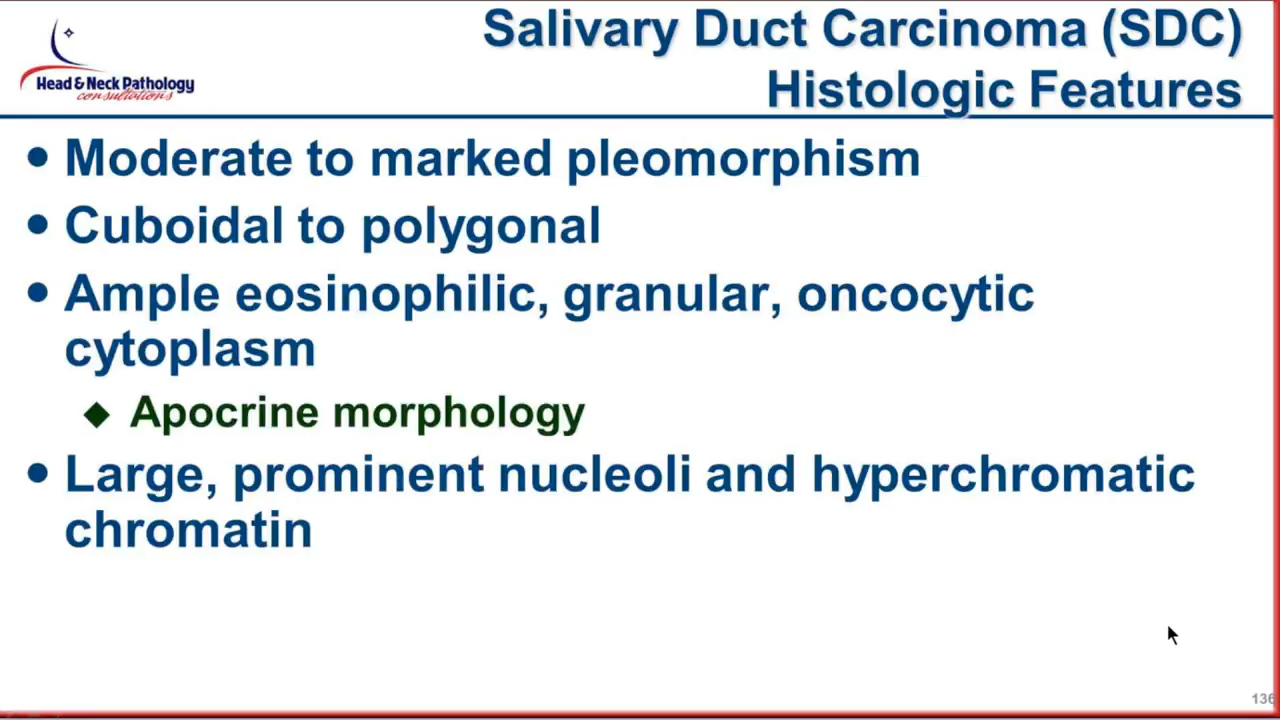 Salivary Duct Carcinoma (SDC)
Histologic Features
Head & Neck Pathology
consultations
• Moderate to marked pleomorphism
• Cuboidal to polygonal
• Ample eosinophilic, granular, oncocytic
cytoplasm
◆ Apocrine morphology
• Large, prominent nucleoli and hyperchromatic
chromatin
136